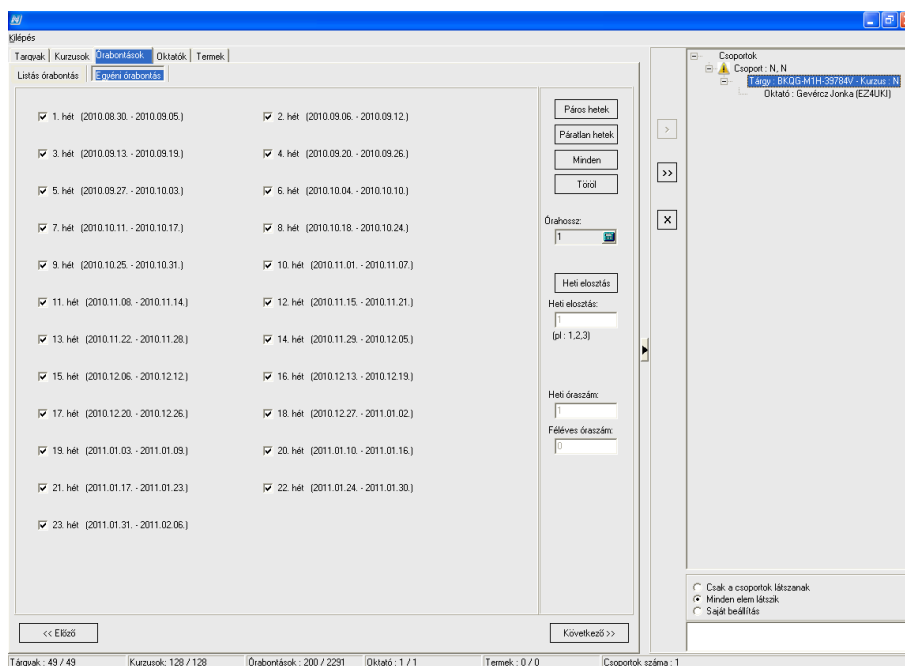 Kilépés
Tárgyak Kurzusok Órabontások Oktatók Termek
Listás órabontás Egyéni órabontás
1. hét (2010.08.30. - 2010.09.05.)
2. hét (2010.09.06. - 2010.09.12.)
3. hét (2010.09.13. - 2010.09.19.)
4. hét (2010.09.20. - 2010.09.26.)
5. hét (2010.09.27. - 2010.10.03.)
6. hét (2010.10.04. - 2010.10.10.)
7. hét (2010.10.11. - 2010.10.17.)
8. hét (2010.10.18. - 2010.10.24.)
9. hét (2010.10.25. - 2010.10.31.)
10. hét (2010.11.01. - 2010.11.07.)
11. hét (2010.11.08. - 2010.11.14.)
12. hét (2010.11.15. - 2010.11.21.)
13. hét (2010.11.22. - 2010.11.28.)
14. hét (2010.11.29. - 2010.12.05.)
15. hét (2010.12.06. - 2010.12.12.)
16. hét (2010.12.13. - 2010.12.19.)
17. hét (2010.12.20. - 2010.12.26.)
18. hét (2010.12.27. - 2011.01.02.)
19. hét (2011.01.03. - 2011.01.09.)
20. hét (2011.01.10. - 2011.01.16.)
21. hét (2011.01.17. - 2011.01.23.)
22. hét (2011.01.24. - 2011.01.30.)
23. hét (2011.01.31. - 2011.02.06.)
Páros hetek
Páratlan hetek
Minden
Töröl
Órahossz:
1
Heti elosztás
Heti elosztás:
1
(pl : 1,2,3)
Heti óraszám:
1
Féléves óraszám:
0
<< Előző
Következő >>
>
>>
X
Csoportok
Csoport : N, N
Tárgy : BKQG-M1H-39784V - Kurzus : N
Oktató : Gevércz Jonka (EZ4UKI)
Csak a csoportok látszanak
Minden elem látszik
Saját beállítás
Tárgyak : 49 / 49 Kurzusok: 128 / 128 Órabontások : 200 / 2291 Oktató : 1 / 1 Termek : 0 / 0 Csoportok száma : 1